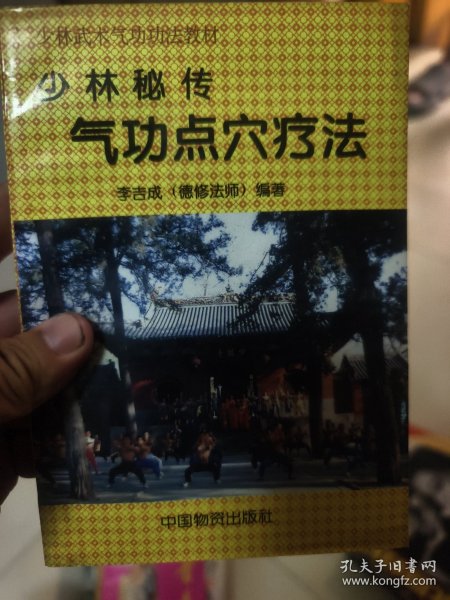 少林武术气功功法教材
少林秘传
气功点穴疗法
李吉成（德修法师）编著
中国物资出版社
孔夫子旧书网
www.kongfz.com